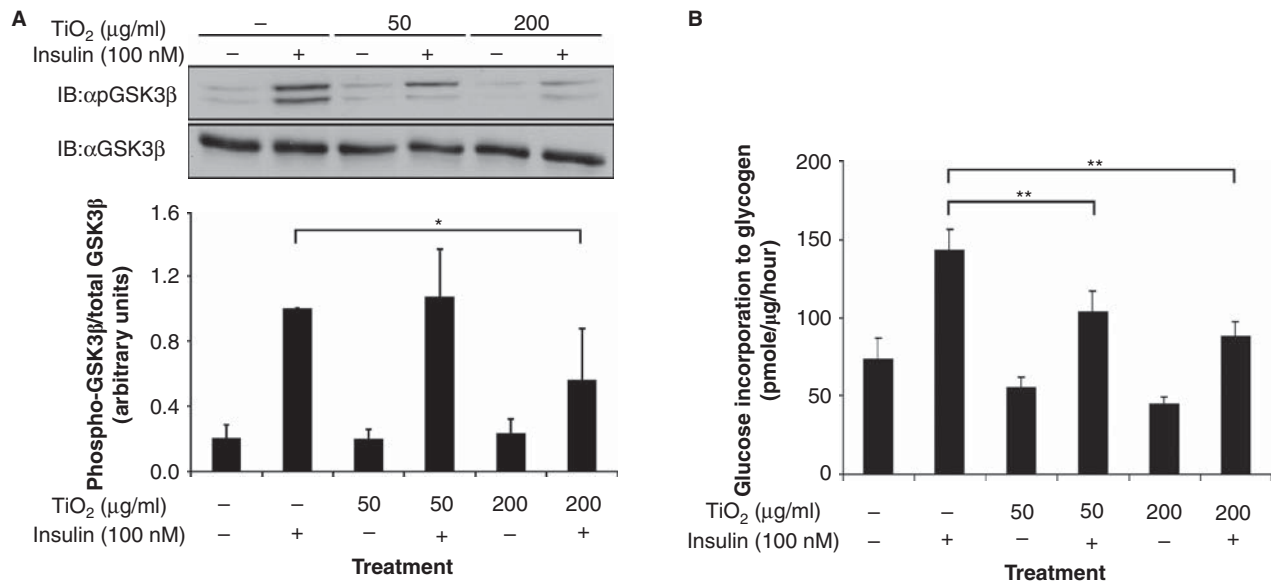 A
TiO2 (μg/ml) – 50 200
Insulin (100 nM) – + – + – +
IB:αpGSK3β
IB:αGSK3β
Phospho-GSK3β/total GSK3β
(arbitrary units)
1.6
1.2
0.8
0.4
0.0
*
TiO2 (μg/ml) – – 50 50 200 200
Insulin (100 nM) – + – + – +
Treatment
B
Glucose incorporation to glycogen
(pmole/μg/hour)
200
150
100
50
0
**
**
TiO2 (μg/ml) – – 50 50 200 200
Insulin (100 nM) – + – + – +
Treatment